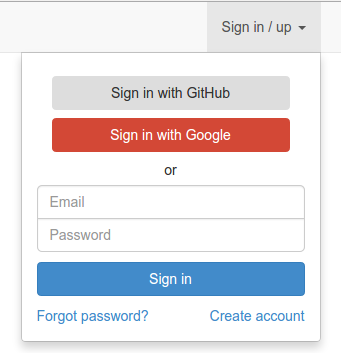 Sign in / up
Sign in with GitHub
Sign in with Google
or
Email
Password
Sign in
Forgot password? Create account